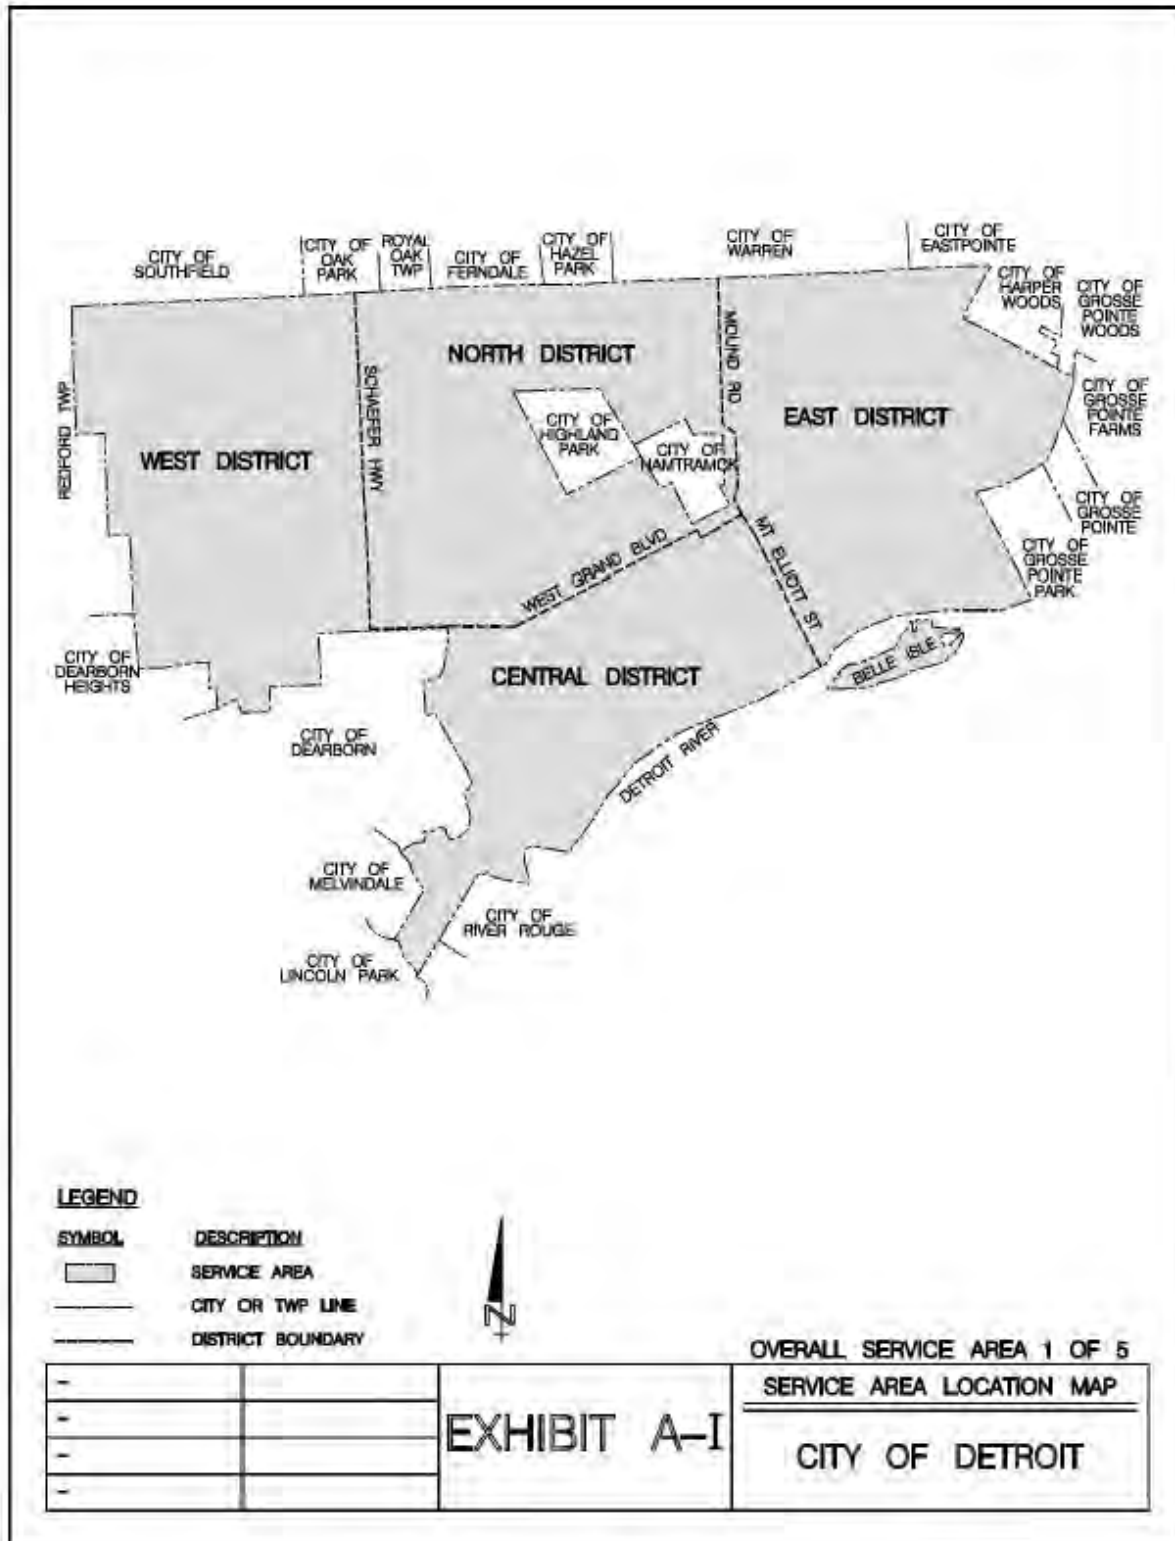 CITY OF
SOUTHFIELD
CITY OF
OAK
PARK
ROYAL
OAK
TWP
CITY OF
FERNDALE
CITY OF
HAZEL
PARK
CITY OF
WARREN
CITY OF
EASTPOINTE
CITY OF
HARPER
WOODS
CITY OF
GROSSE
POINTE
WOODS
REDFORD TWP
WEST DISTRICT
SCHAEFER HWY
NORTH DISTRICT
CITY OF
HIGHLAND
PARK
CITY OF
HAMTRAMCK
MOUND RD
EAST DISTRICT
CITY OF
GROSSE
POINTE
FARMS
CITY OF
GROSSE
POINTE
CITY OF
GROSSE
POINTE
PARK
WEST GRAND BLVD
MT ELLIOTT ST
CITY OF
DEARBORN
HEIGHTS
CENTRAL DISTRICT
BELLE ISLE
CITY OF
DEARBORN
DETROIT RIVER
CITY OF
MELVINDALE
CITY OF
RIVER ROUGE
CITY OF
LINCOLN PARK
LEGEND
SYMBOL DESCRIPTION
SERVICE AREA
CITY OR TWP LINE
DISTRICT BOUNDARY
N
OVERALL SERVICE AREA 1 OF 5
-
-
-
-
EXHIBIT A-I
SERVICE AREA LOCATION MAP
CITY OF DETROIT